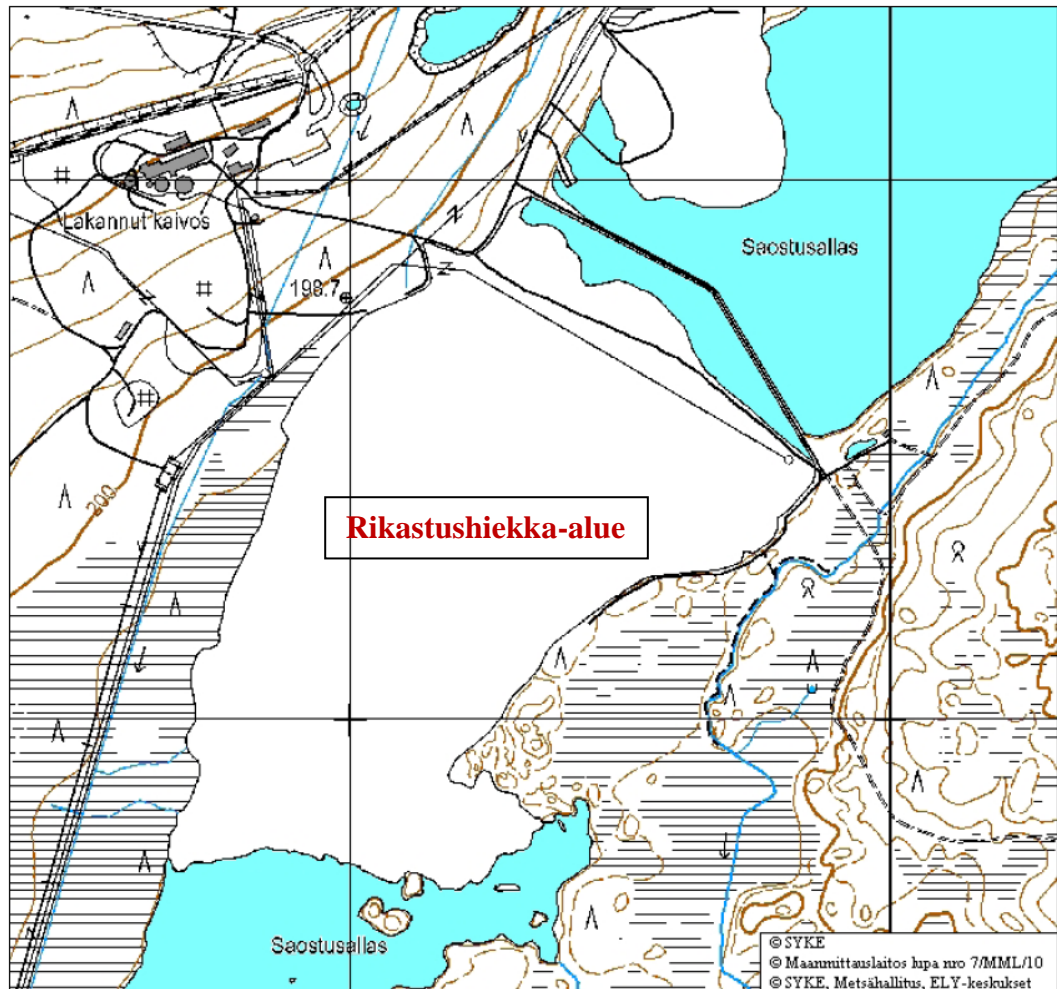 Lakannut kaivos
Saostusallas
198.7
200
Rikastushiekka-alue
Saostusallas
© SYKE
© Maanmittauslaitos lupa nro 7/MML/10
© SYKE, Metsähallitus, ELY-keskukset